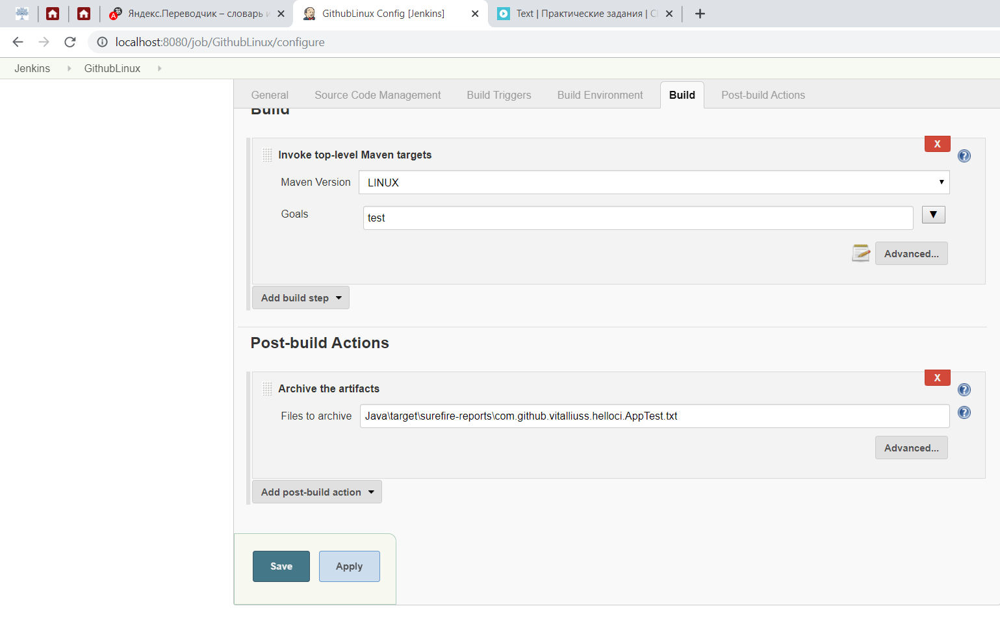 Яндекс.Переводчик – словарь и
GithubLinux Config [Jenkins]
Text | Практические задания |
localhost:8080/job/GithubLinux/configure
Jenkins
GithubLinux
General
Source Code Management
Build Triggers
Build Environment
Build
Post-build Actions
Build
X
Invoke top-level Maven targets
Maven Version
LINUX
Goals
test
Advanced...
Add build step
Post-build Actions
X
Archive the artifacts
Files to archive
Java\target\surefire-reports\com.github.vitalliuss.helloci.AppTest.txt
Advanced...
Add post-build action
Save
Apply